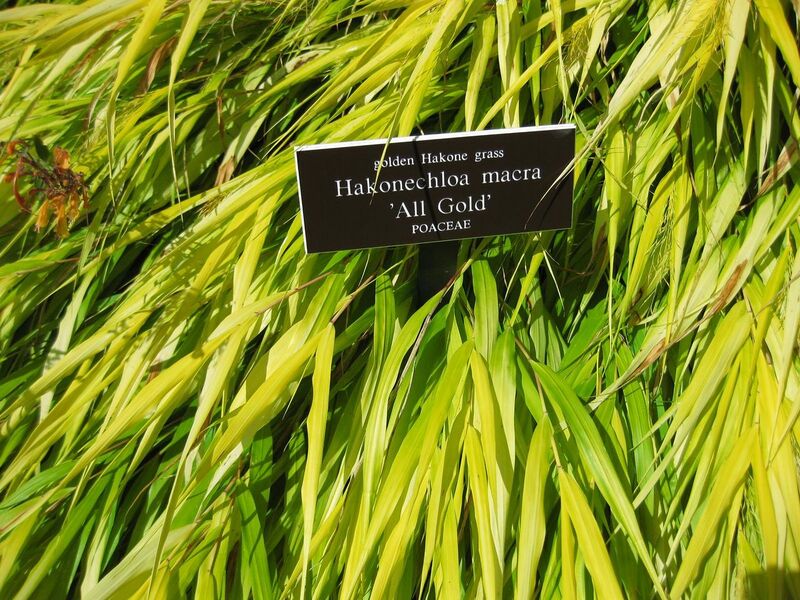 golden Hakone grass
Hakonechloa macra
'All Gold'
POACEAE